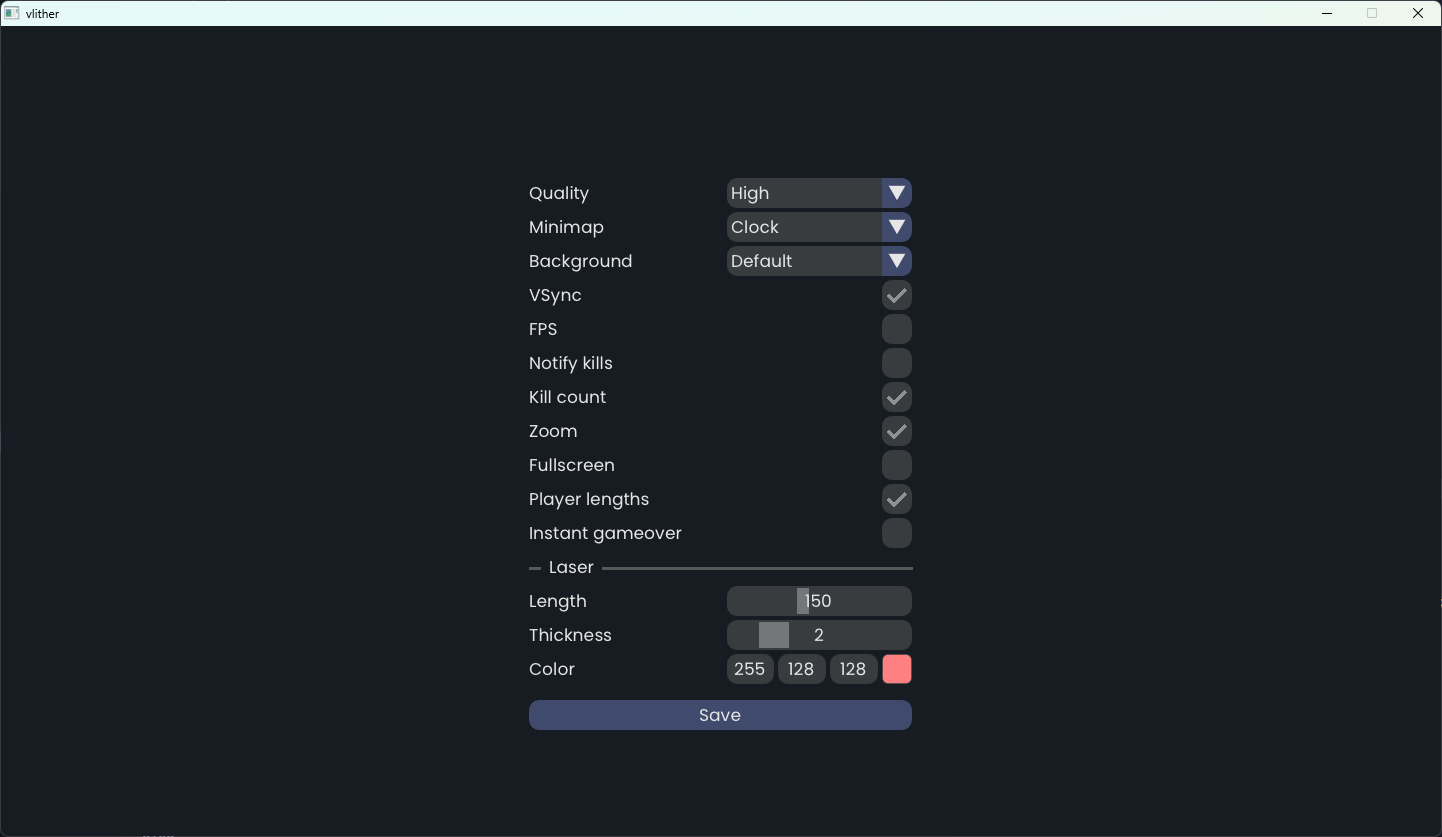 vlither
Quality High
Minimap Clock
Background Default
VSync
FPS
Notify kills
Kill count
Zoom
Fullscreen
Player lengths
Instant gameover
Laser
Length 150
Thickness 2
Color 255 128 128
Save